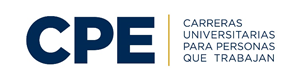 CPE
CARRERAS
UNIVERSITARIAS
PARA PERSONAS
QUE TRABAJAN